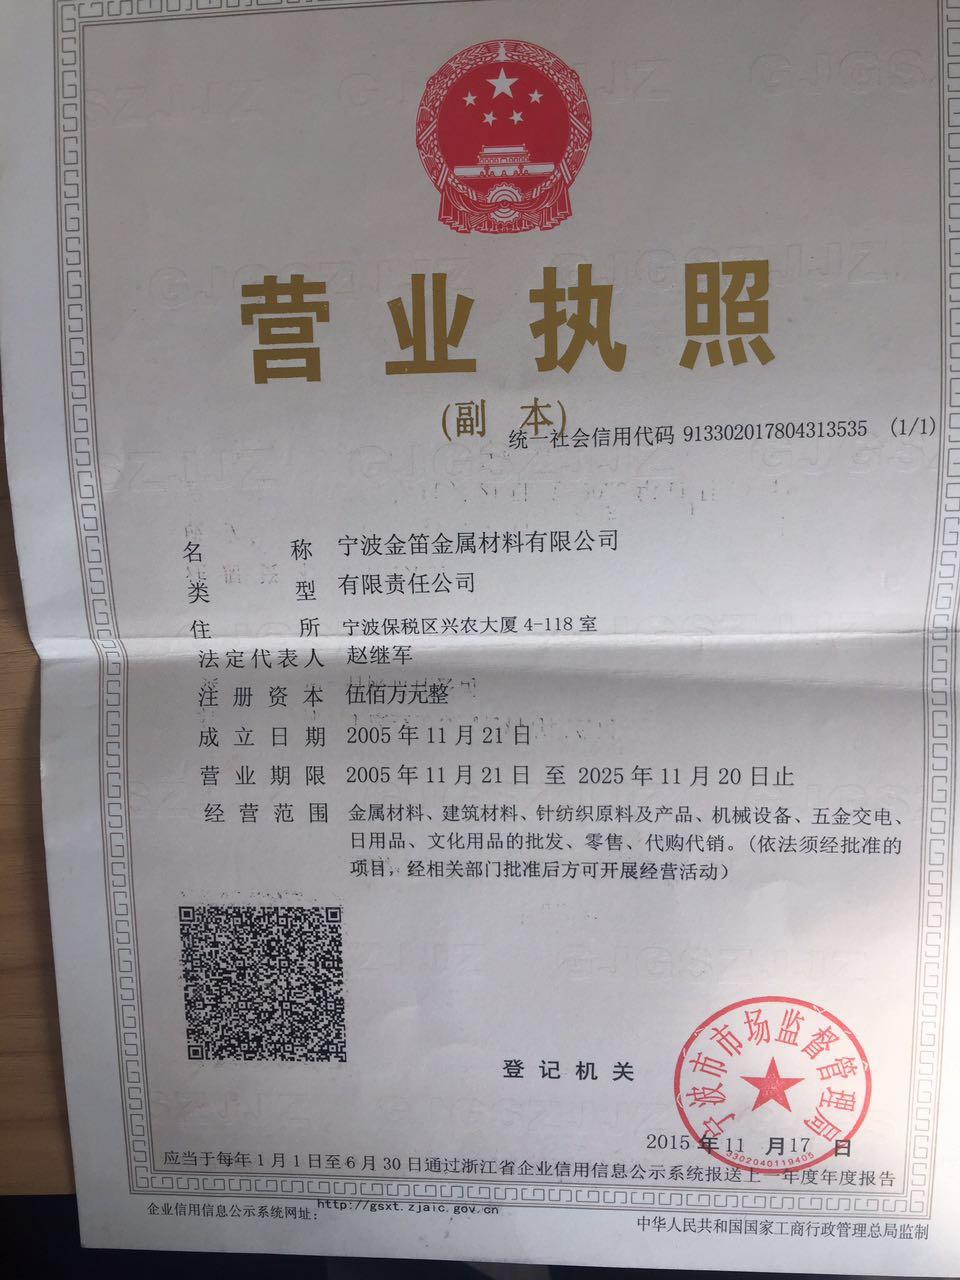 营业执照
(副 本)
统一社会信用代码 913302017804313535 (1/1)
名称 宁波金笛金属材料有限公司
类型 有限责任公司
住所 宁波保税区兴农大厦4-118室
法定代表人 赵继军
注册资本 伍佰万元整
成立日期 2005年11月21日
营业期限 2005年11月21日 至 2025年11月20日止
经营范围 金属材料、建筑材料、针纺织原料及产品、机械设备、五金交电、
日用品、文化用品的批发、零售、代购代销。(依法须经批准的
项目,经相关部门批准后方可开展经营活动)
登记机关
宁波市市场监督管理局
3302040119405
2015年11月17日
应当于每年1月1日至6月30日通过浙江省企业信用信息公示系统报送上一年度年度报告
企业信用信息公示系统网址: http://gsxt.zjaic.gov.cn
中华人民共和国国家工商行政管理总局监制